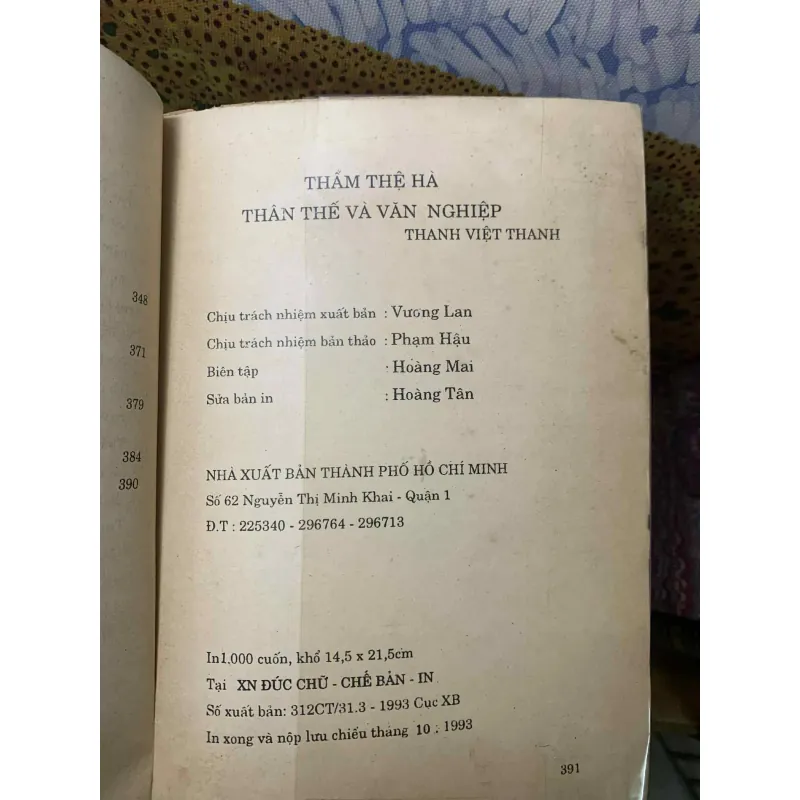 348
371
379
384
390
THẨM THỆ HÀ
THÂN THẾ VÀ VĂN NGHIỆP
THANH VIỆT THANH
Chịu trách nhiệm xuất bản : Vương Lan
Chịu trách nhiệm bản thảo : Phạm Hậu
Biên tập : Hoàng Mai
Sửa bản in : Hoàng Tân
NHÀ XUẤT BẢN THÀNH PHỐ HỒ CHÍ MINH
Số 62 Nguyễn Thị Minh Khai - Quận 1
Đ.T : 225340 - 296764 - 296713
In1.000 cuốn, khổ 14,5 x 21,5cm
Tại XN ĐÚC CHỮ - CHẾ BẢN - IN
Số xuất bản: 312CT/31.3 - 1993 Cục XB
In xong và nộp lưu chiếu tháng 10 . 1993
391